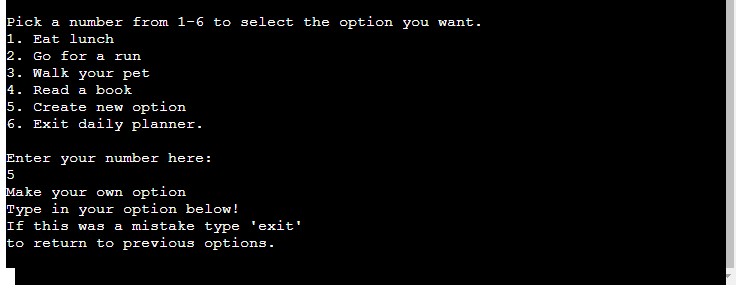 Pick a number from 1-6 to select the option you want.
1. Eat lunch
2. Go for a run
3. Walk your pet
4. Read a book
5. Create new option
6. Exit daily planner.
Enter your number here:
5
Make your own option
Type in your option below!
If this was a mistake type 'exit'
to return to previous options.